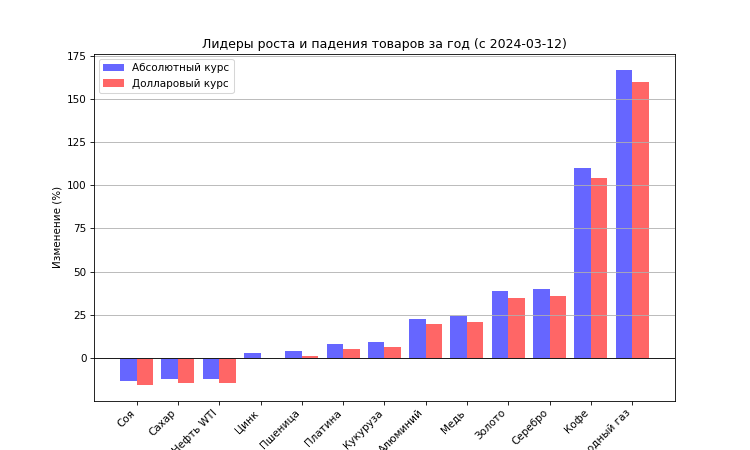 Лидеры роста и падения товаров за год (с 2024-03-12)
Абсолютный курс
Долларовый курс
Изменение (%)
175
150
125
100
75
50
25
0
Соя
Сахар
Нефть WTI
Цинк
Пшеница
Платина
Кукуруза
Алюминий
Медь
Золото
Серебро
Кофе
одный газ